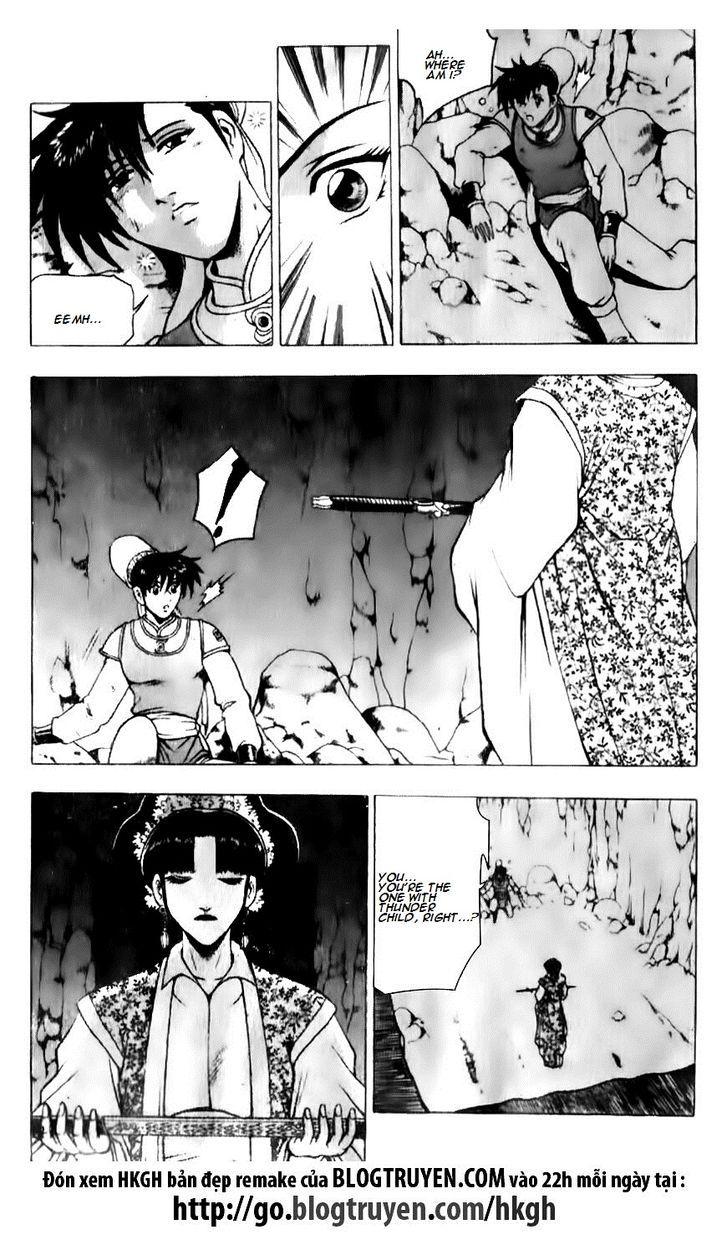 EEMH...
AH...
WHERE
AM I?
!
YOU...
YOU'RE THE
ONE WITH
THUNDER
CHILD, RIGHT...?
Đón xem HKGH bản đẹp remake của BLOGTRUYEN.COM vào 22h mỗi ngày tại :
http://go.blogtruyen.com/hkgh